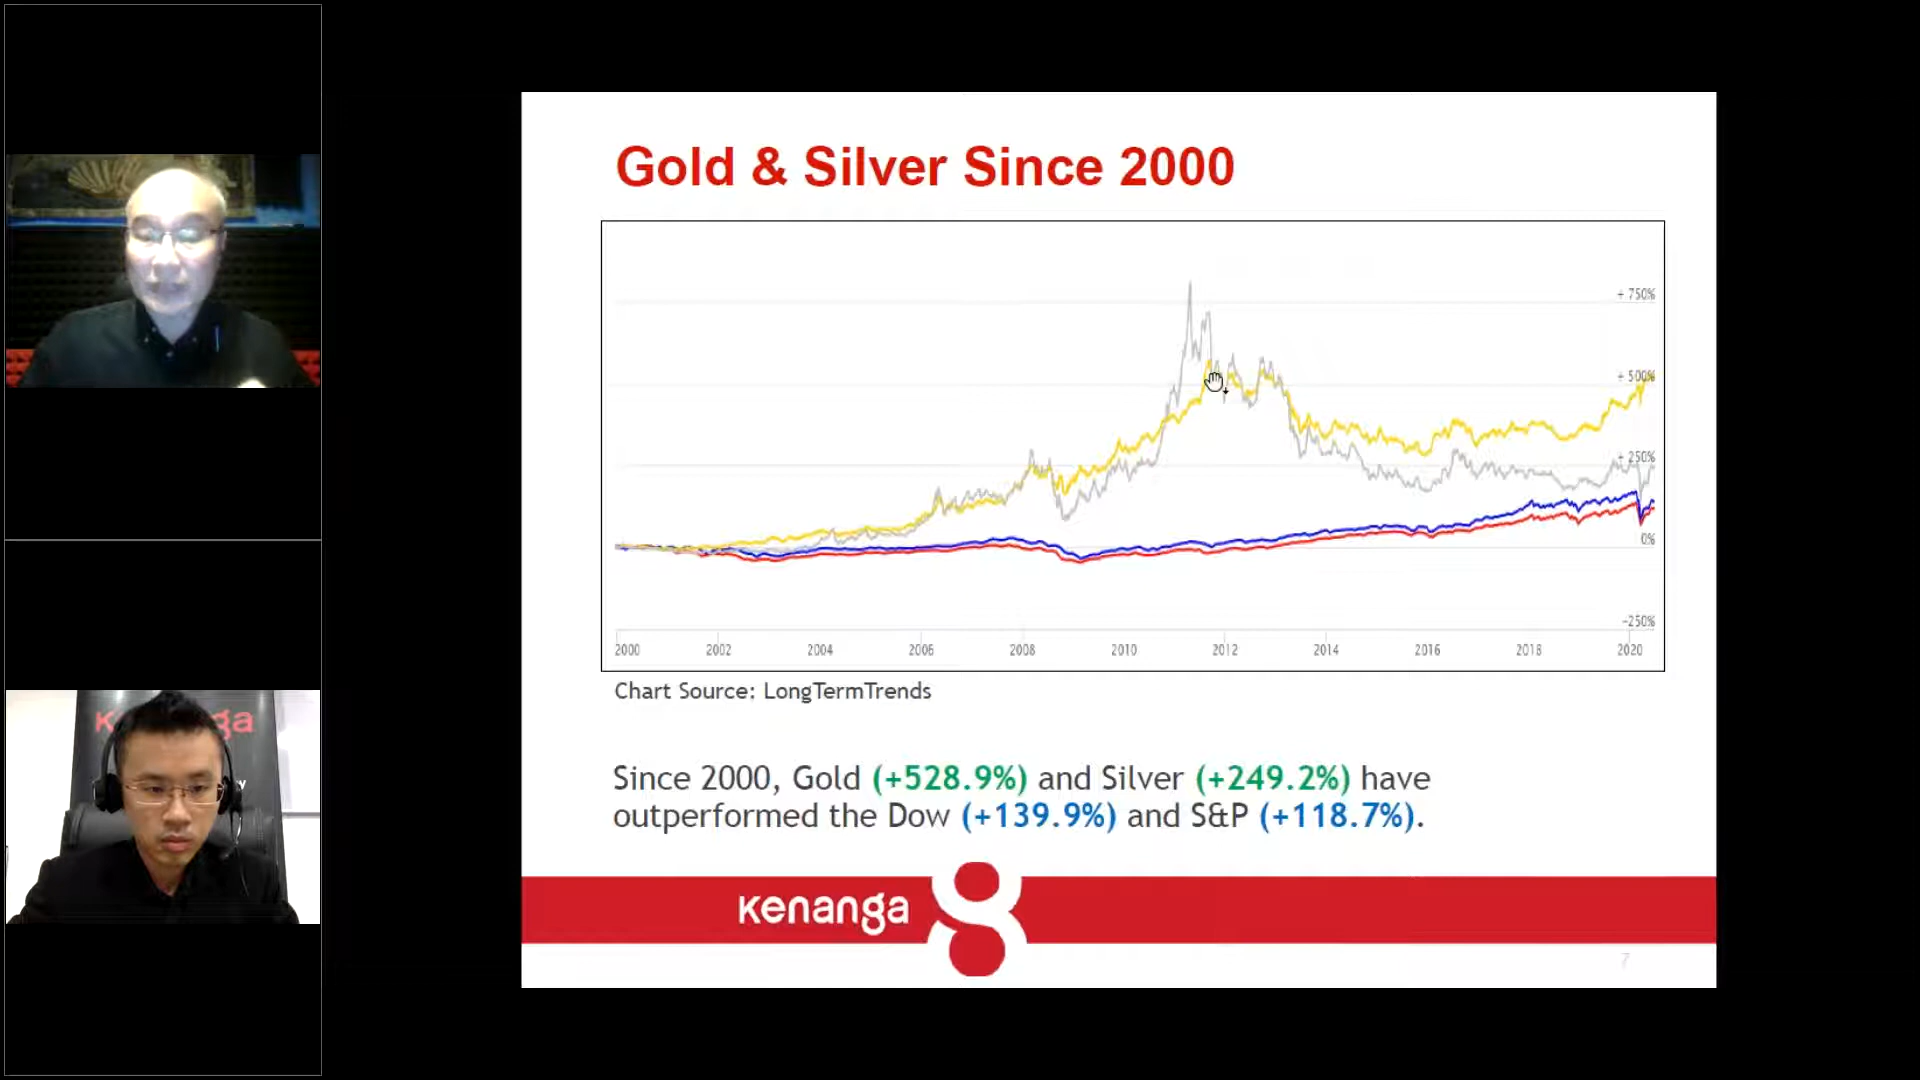 Gold & Silver Since 2000
+ 750%
+ 500%
+ 250%
0%
-250%
2000 2002 2004 2006 2008 2010 2012 2014 2016 2018 2020
Chart Source: LongTermTrends
Since 2000, Gold (+528.9%) and Silver (+249.2%) have
outperformed the Dow (+139.9%) and S&P (+118.7%).
kenanga
7